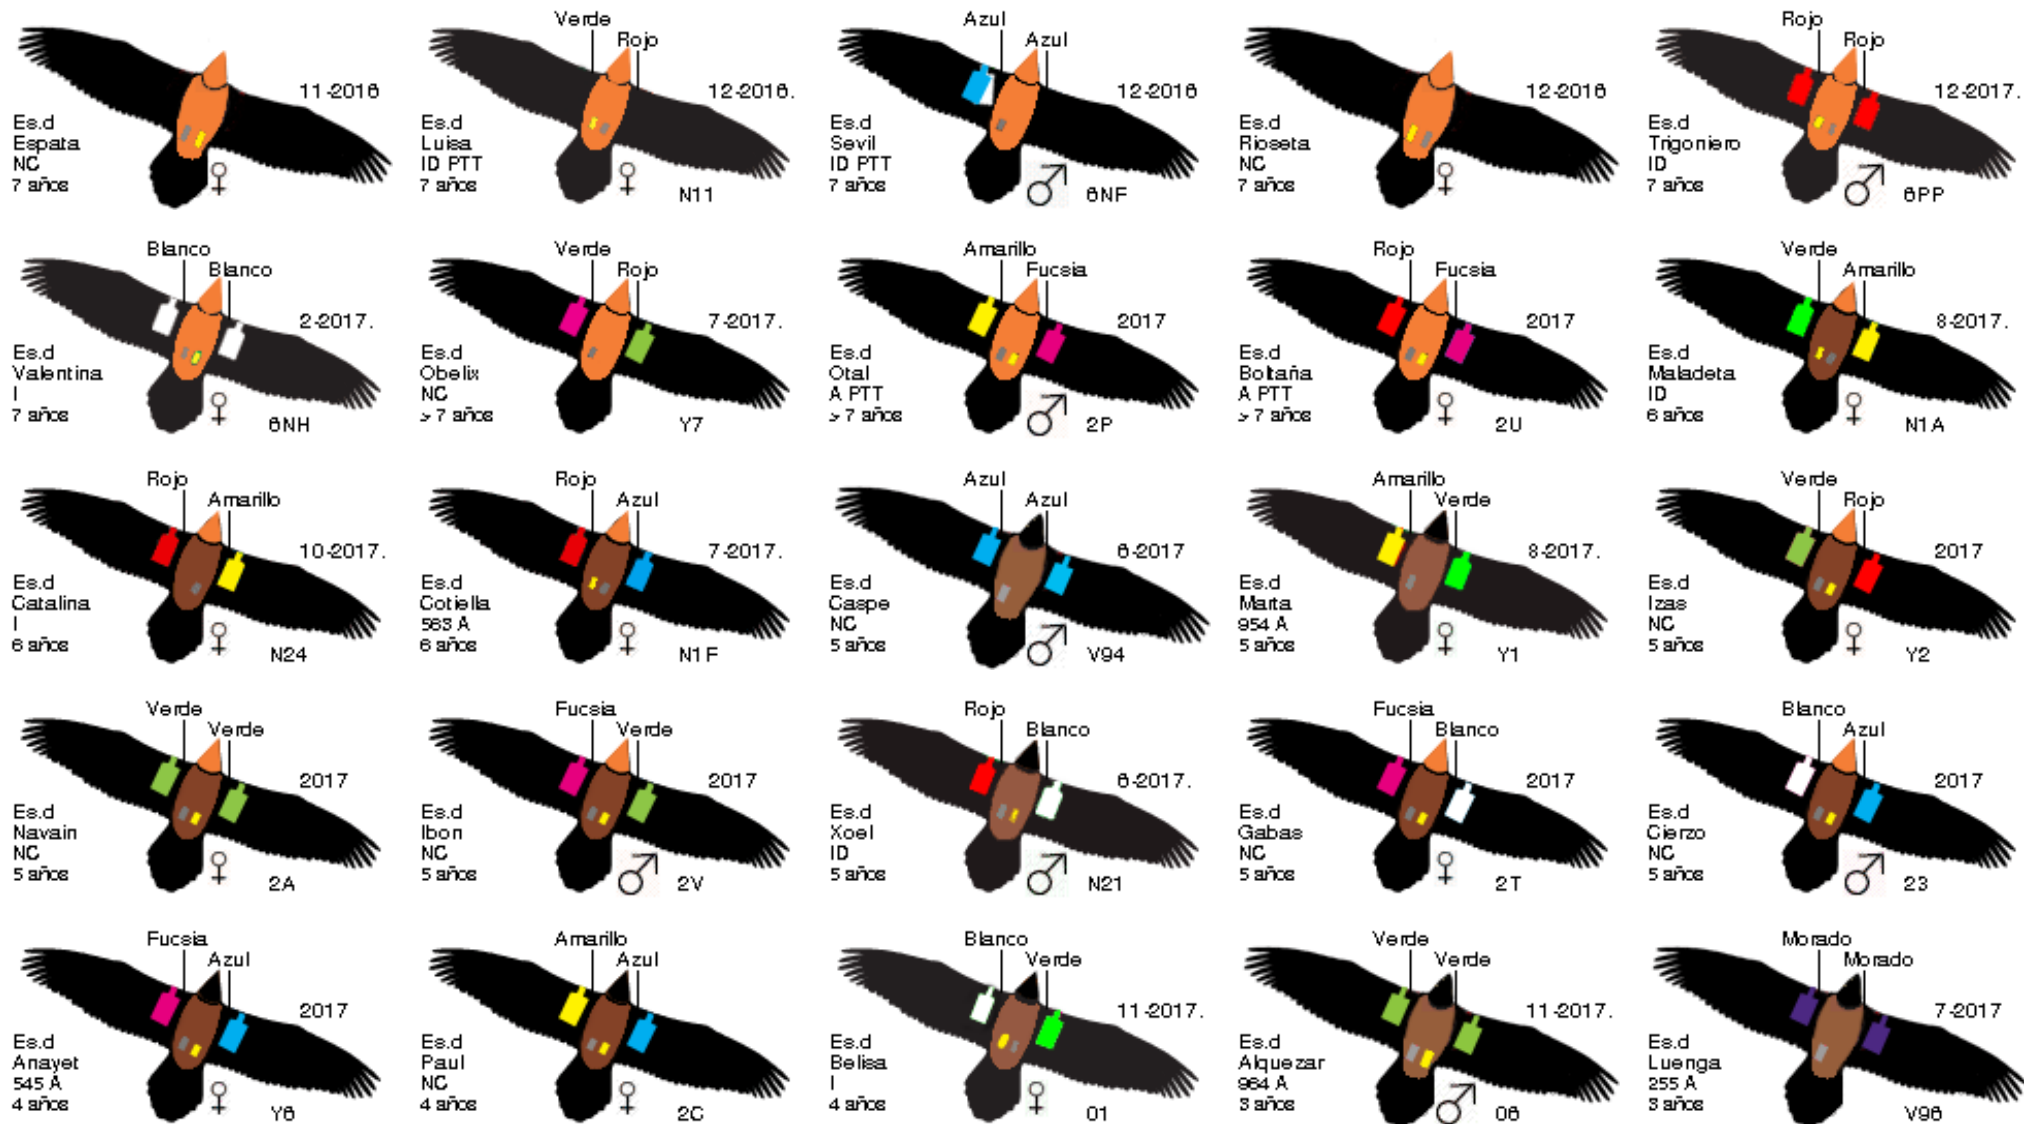 11-2016
Es.d
Espata
NC
7 años
♀
Verde
Rojo
12-2016.
Es.d
Luisa
ID PTT
7 años
♀
N11
Azul
Azul
12-2016
Es.d
Sevil
ID PTT
7 años
♂
6NF
12-2016
Es.d
Rioseta
NC
7 años
♀
Rojo
Rojo
12-2017.
Es.d
Trigoniero
ID
7 años
♂
6PP
Blanco
Blanco
2-2017.
Es.d
Valentina
I
7 años
♀
6NH
Verde
Rojo
7-2017.
Es.d
Obelix
NC
> 7 años
♀
Y7
Amarillo
Fucsia
2017
Es.d
Otal
A PTT
> 7 años
♂
2P
Rojo
Fucsia
2017
Es.d
Boltaña
A PTT
> 7 años
♀
2U
Verde
Amarillo
8-2017.
Es.d
Maladeta
ID
6 años
♀
N1A
Rojo
Amarillo
10-2017.
Es.d
Catalina
I
6 años
♀
N24
Rojo
Azul
7-2017.
Es.d
Cotiella
563 A
6 años
♀
N1F
Azul
Azul
6-2017
Es.d
Caspe
NC
5 años
♂
V94
Amarillo
Verde
8-2017.
Es.d
Marta
954 A
5 años
♀
Y1
Verde
Rojo
2017
Es.d
Izas
NC
5 años
♀
Y2
Verde
Verde
2017
Es.d
Navain
NC
5 años
♀
2A
Fucsia
Verde
2017
Es.d
Ibon
NC
5 años
♂
2V
Rojo
Blanco
6-2017.
Es.d
Xoel
ID
5 años
♂
N21
Fucsia
Blanco
2017
Es.d
Gabas
NC
5 años
♀
2T
Blanco
Azul
2017
Es.d
Cierzo
NC
5 años
♂
23
Fucsia
Azul
2017
Es.d
Anayet
545 A
4 años
♀
Y6
Amarillo
Azul
Es.d
Paul
NC
4 años
♀
2C
Blanco
Verde
11-2017.
Es.d
Belisa
I
4 años
♀
01
Verde
Verde
11-2017.
Es.d
Alquezar
964 A
3 años
♂
06
Morado
Morado
7-2017
Es.d
Luenga
255 A
3 años
V96